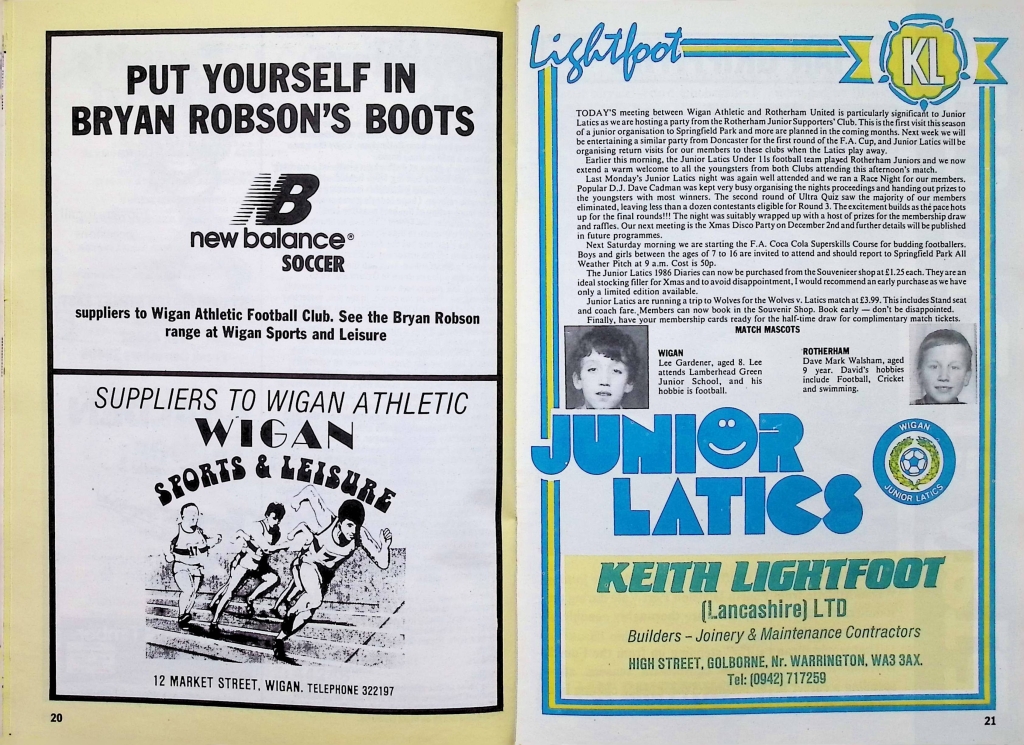 PUT YOURSELF IN
BRYAN ROBSON'S BOOTS
NB
new balance®
SOCCER
suppliers to Wigan Athletic Football Club. See the Bryan Robson
range at Wigan Sports and Leisure
SUPPLIERS TO WIGAN ATHLETIC
WIGAN
SPORTS & LEISURE
12 MARKET STREET, WIGAN. TELEPHONE 322197
20
Lightfoot
KL
TODAY'S meeting between Wigan Athletic and Rotherham United is particularly significant to Junior
Latics as we are hosting a party from the Rotherham Junior Supporters' Club. This is the first visit this season
of a junior organisation to Springfield Park and more are planned in the coming months. Next week we will
be entertaining a similar party from Doncaster for the first round of the F.A. Cup, and Junior Latics will be
organising return visits for our members to these clubs when the Latics play away.
Earlier this morning, the Junior Latics Under 11s football team played Rotherham Juniors and we now
extend a warm welcome to all the youngsters from both Clubs attending this afternoon's match.
Last Monday's Junior Latics night was again well attended and we ran a Race Night for our members.
Popular D.J. Dave Cadman was kept very busy organising the nights proceedings and handing out prizes to
the youngsters with most winners. The second round of Ultra Quiz saw the majority of our members
eliminated, leaving less than a dozen contestants eligible for Round 3. The excitement builds as the pace hots
up for the final rounds!!! The night was suitably wrapped up with a host of prizes for the membership draw
and raffles. Our next meeting is the Xmas Disco Party on December 2nd and further details will be published
in future programmes.
Next Saturday morning we are starting the F.A. Coca Cola Superskills Course for budding footballers.
Boys and girls between the ages of 7 to 16 are invited to attend and should report to Springfield Park All
Weather Pitch at 9 a.m. Cost is 50p.
The Junior Latics 1986 Diaries can now be purchased from the Souvenieer shop at £1.25 each. They are an
ideal stocking filler for Xmas and to avoid disappointment, I would recommend an early purchase as we have
only a limited edition available.
Junior Latics are running a trip to Wolves for the Wolves v. Latics match at £3.99. This includes Stand seat
and coach fare. Members can now book in the Souvenir Shop. Book early — don't be disappointed.
Finally, have your membership cards ready for the half-time draw for complimentary match tickets.
MATCH MASCOTS
WIGAN
Lee Gardener, aged 8. Lee
attends Lamberhead Green
Junior School, and his
hobbie is football.
ROTHERHAM
Dave Mark Walsham, aged
9 year. David's hobbies
include Football, Cricket
and swimming.
JUNIOR
LATICS
WIGAN
JUNIOR LATICS
KEITH LIGHTFOOT
(Lancashire) LTD
Builders – Joinery & Maintenance Contractors
HIGH STREET, GOLBORNE, Nr. WARRINGTON, WA3 3AX.
Tel: (0942) 717259
21